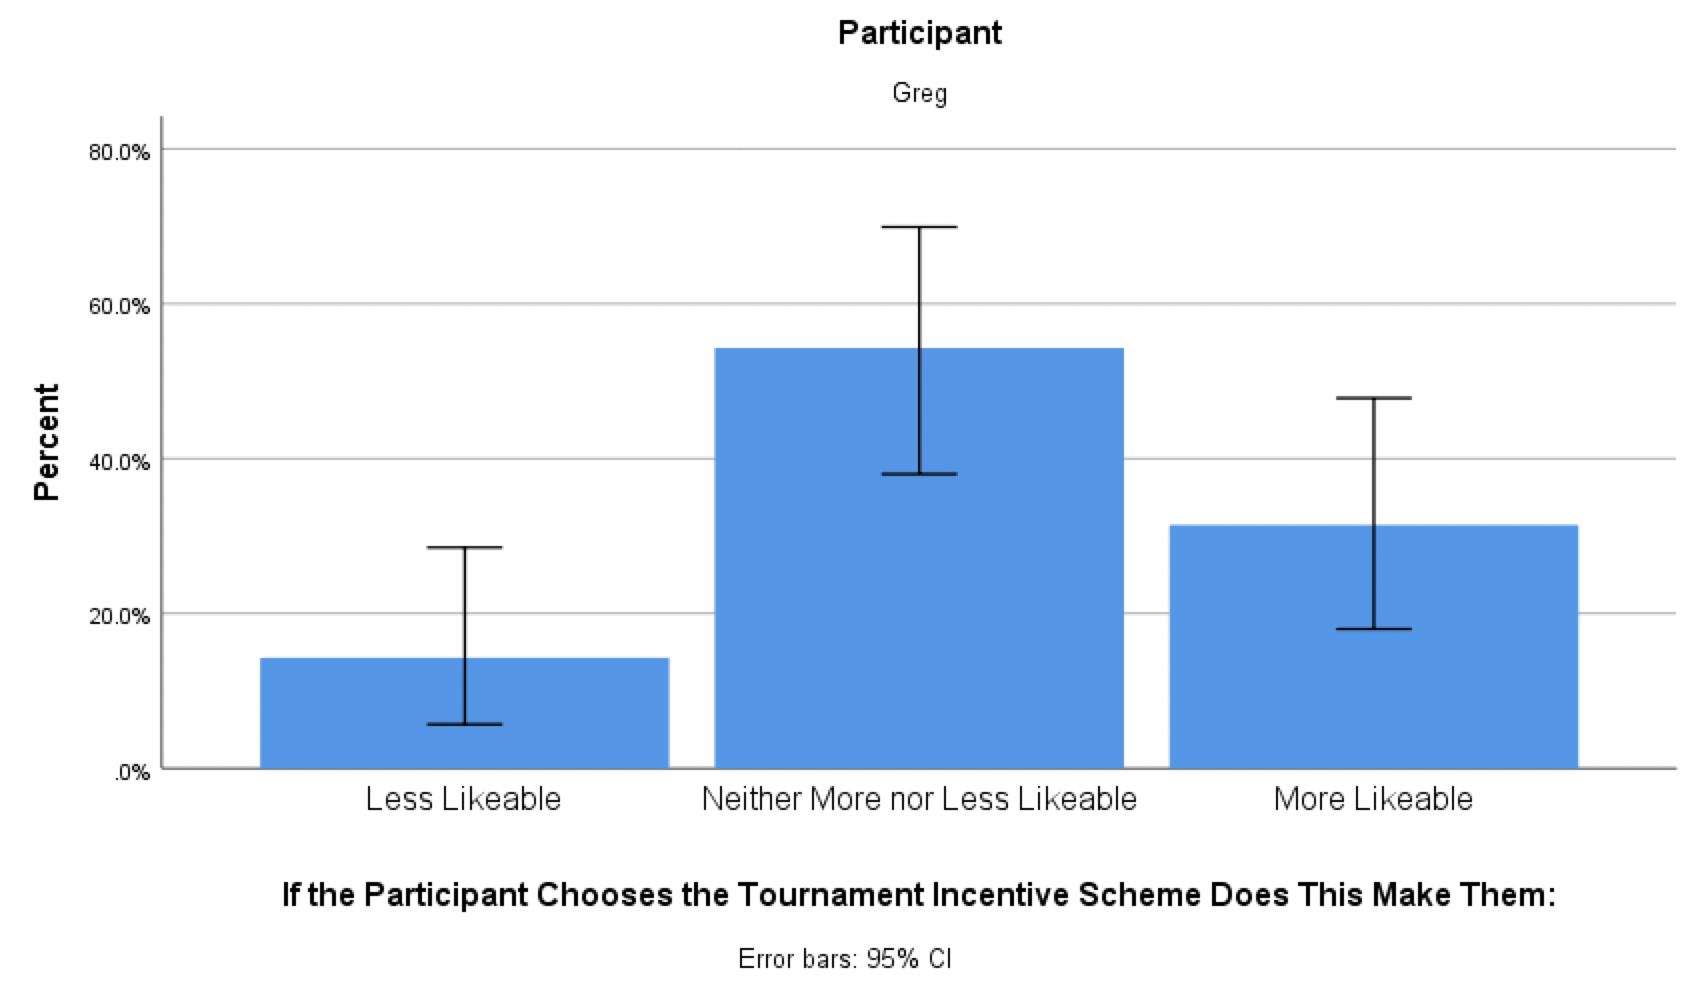 Participant
Greg
80.0%
60.0%
40.0%
20.0%
.0%
Percent
Less Likeable
Neither More nor Less Likeable
More Likeable
If the Participant Chooses the Tournament Incentive Scheme Does This Make Them:
Error bars: 95% CI